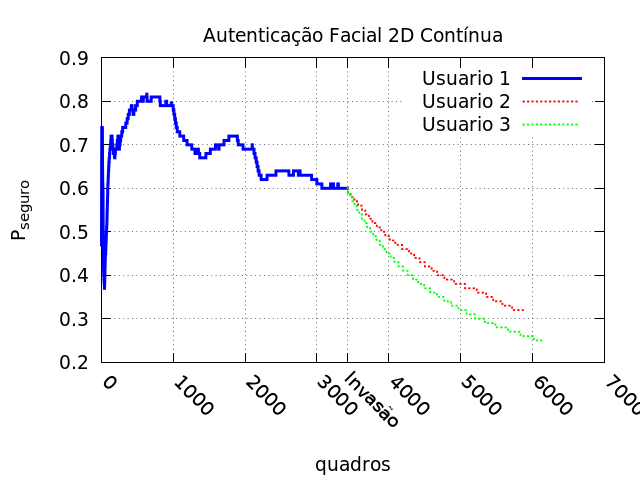 Autenticação Facial 2D Contínua
Usuario 1
Usuario 2
Usuario 3
0.9
0.8
0.7
0.6
0.5
0.4
0.3
0.2
Pseguro
0
1000
2000
3000
Invasão
4000
5000
6000
7000
quadros